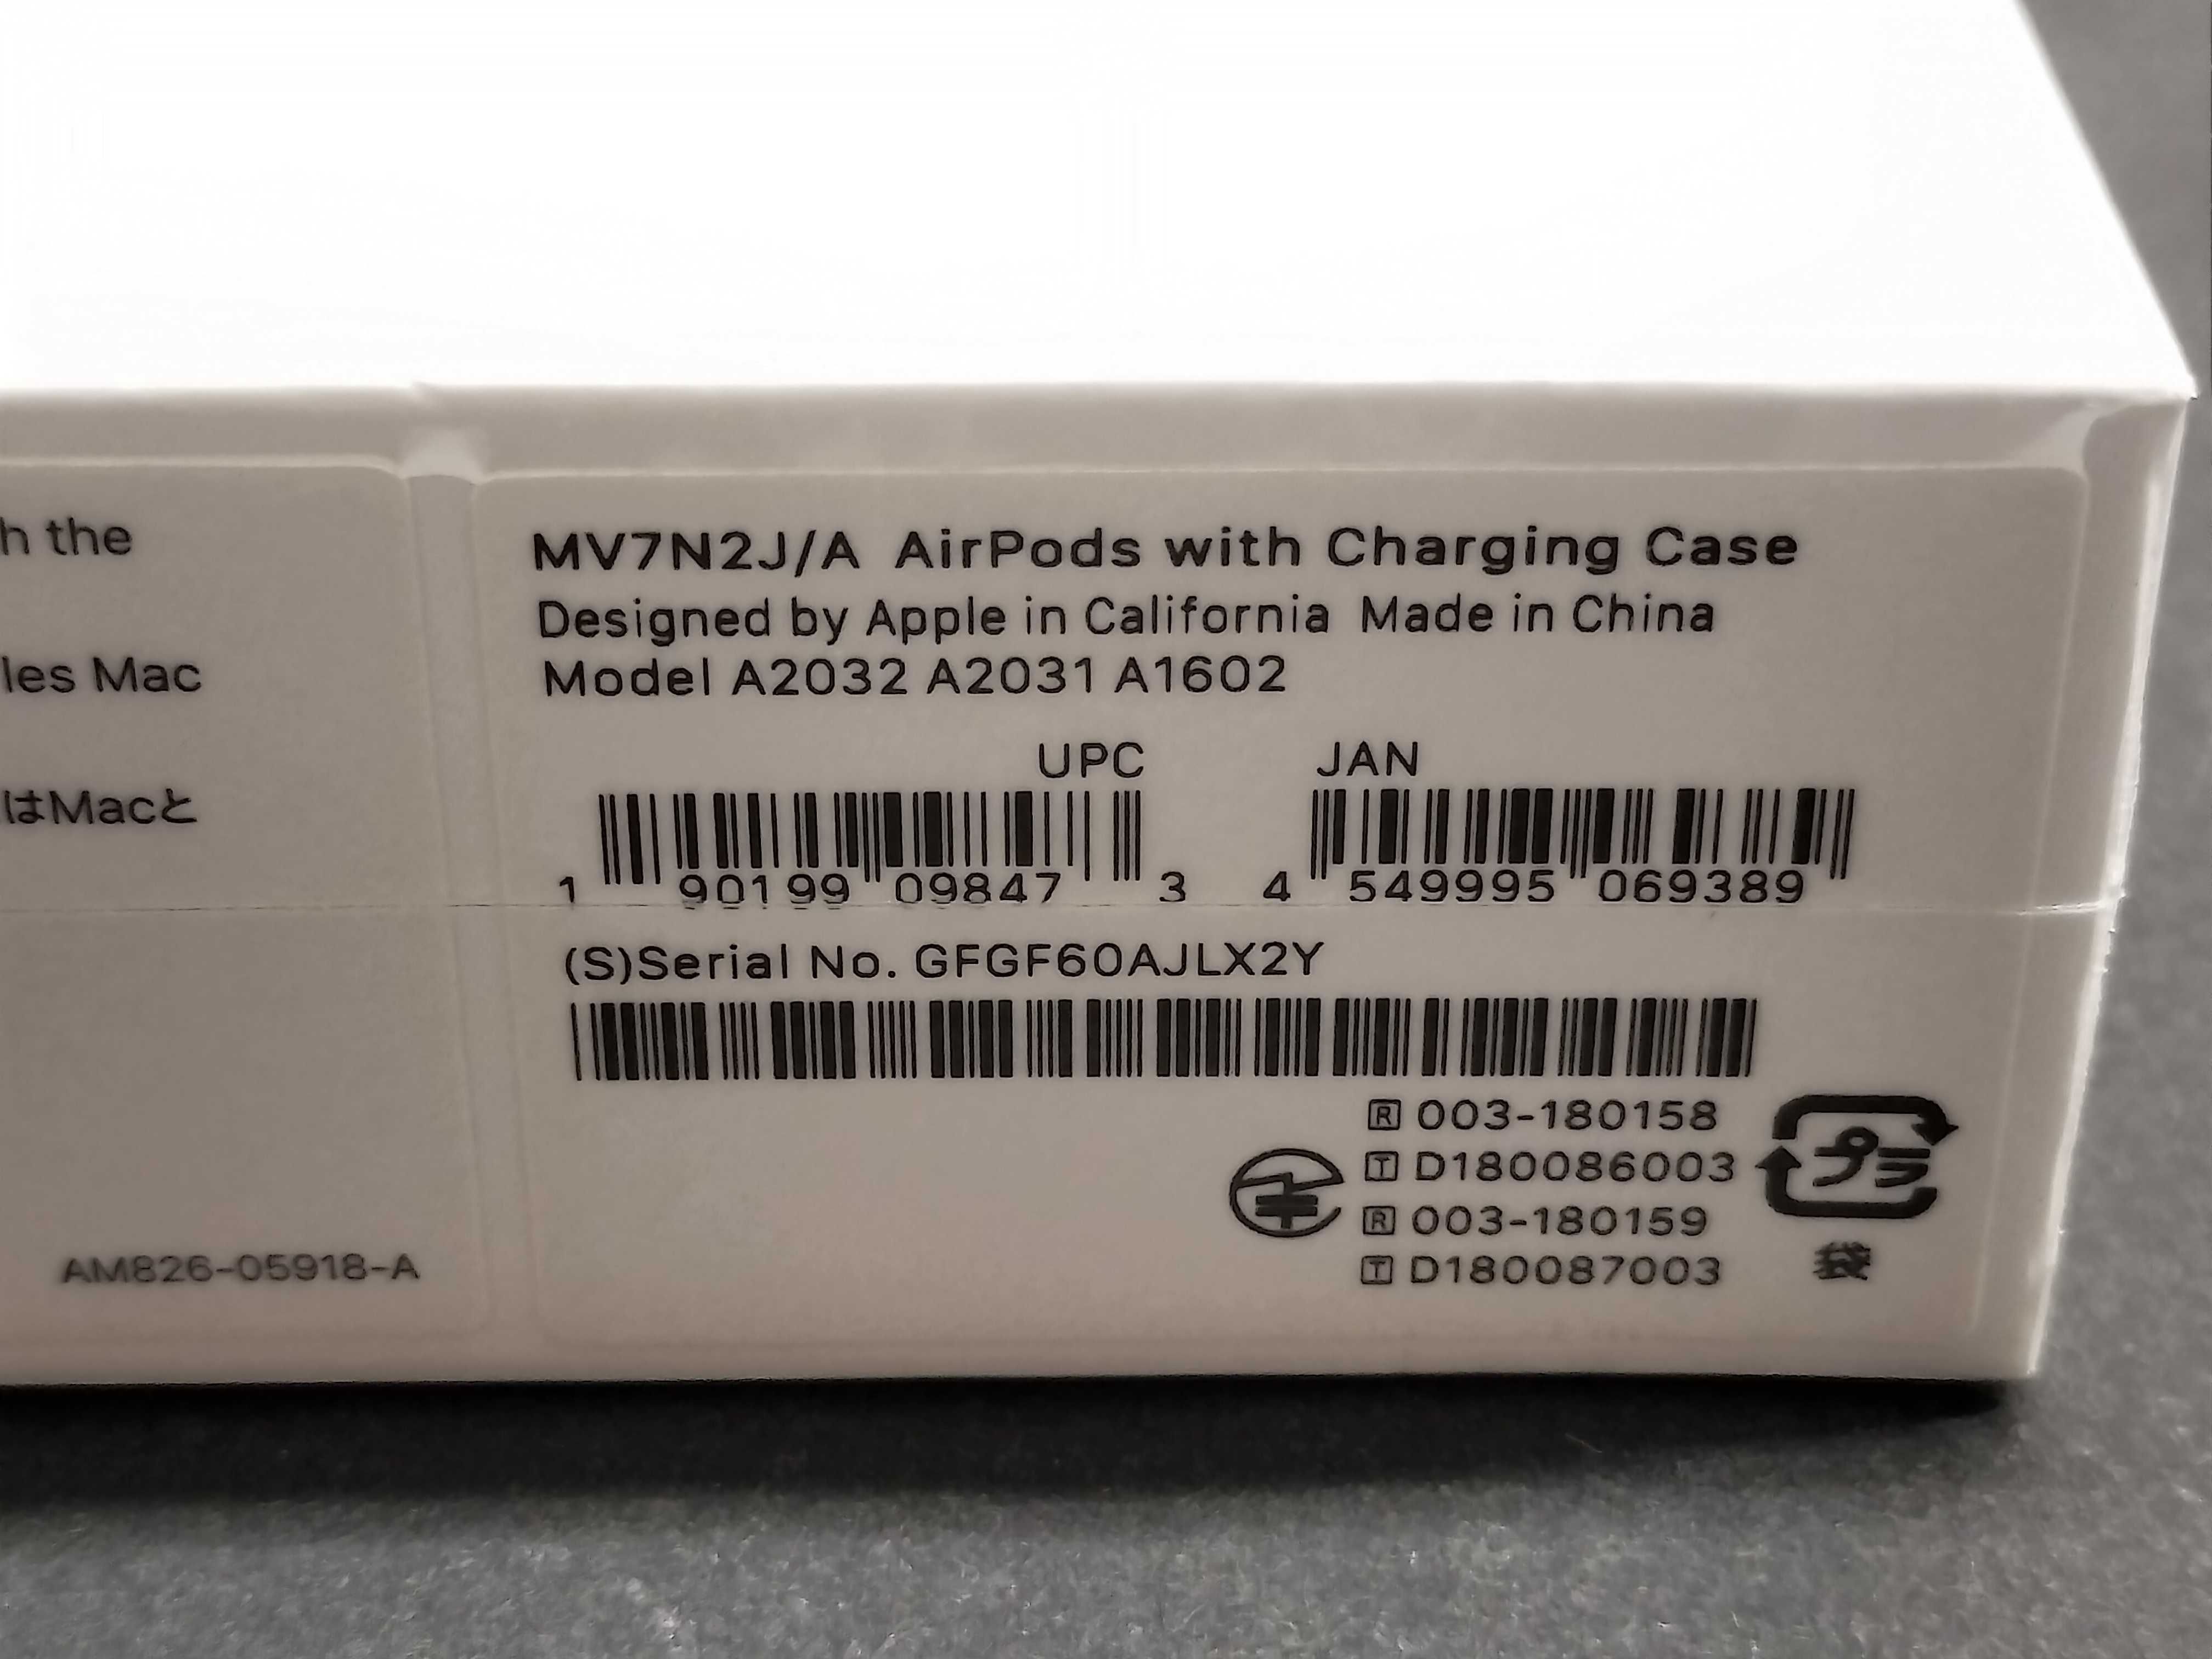 h the
les Mac
はMacと
AM826-05918-A
MV7N2J/A AirPods with Charging Case
Designed by Apple in California Made in China
Model A2032 A2031 A1602
UPC
1 90199 09847 3
JAN
4 549995 069389
(S)Serial No. GFGF60AJLX2Y
R 003-180158
T D180086003
R 003-180159
T D180087003
プラ
袋